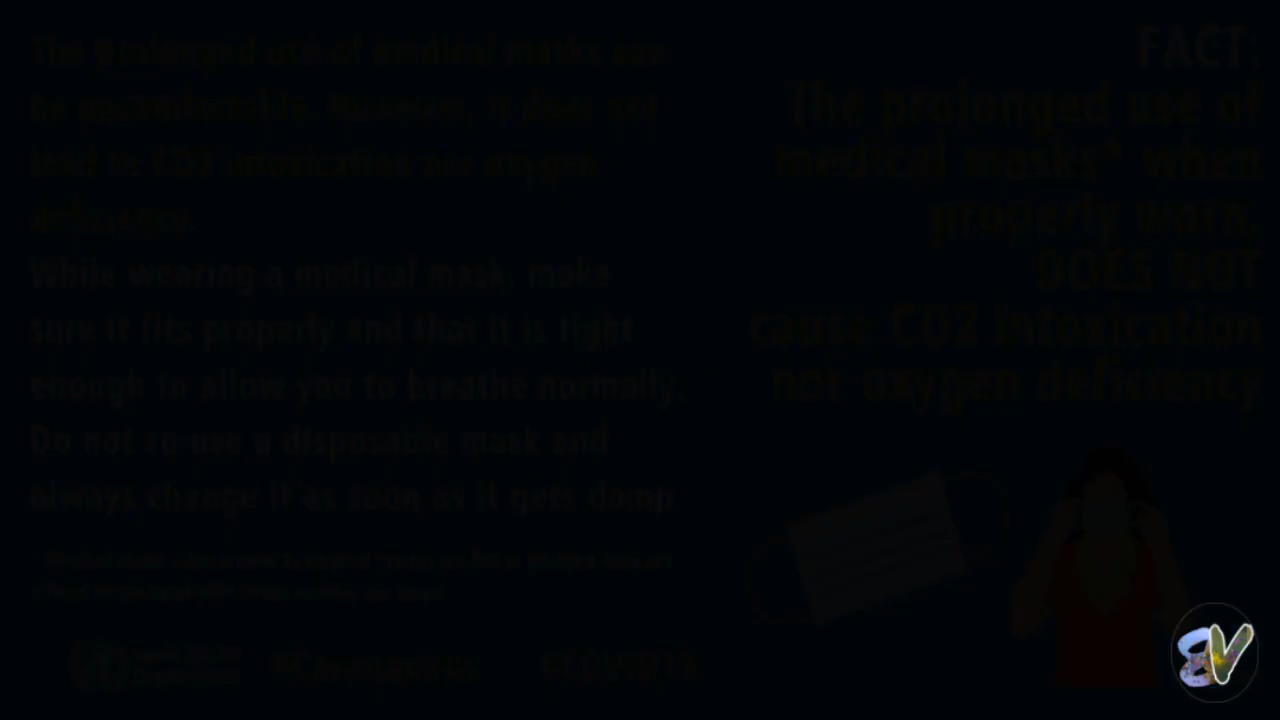 The prolonged use of medical masks can
be uncomfortable. However, it does not
lead to CO2 intoxication nor oxygen
deficiency.
While wearing a medical mask, make
sure it fits properly and that it is tight
enough to allow you to breathe normally.
Do not re-use a disposable mask and
always change it as soon as it gets damp.
FACT:
The prolonged use of
medical masks* when
properly worn,
DOES NOT
cause CO2 intoxication
nor oxygen deficiency
#Coronavirus
#COVID19